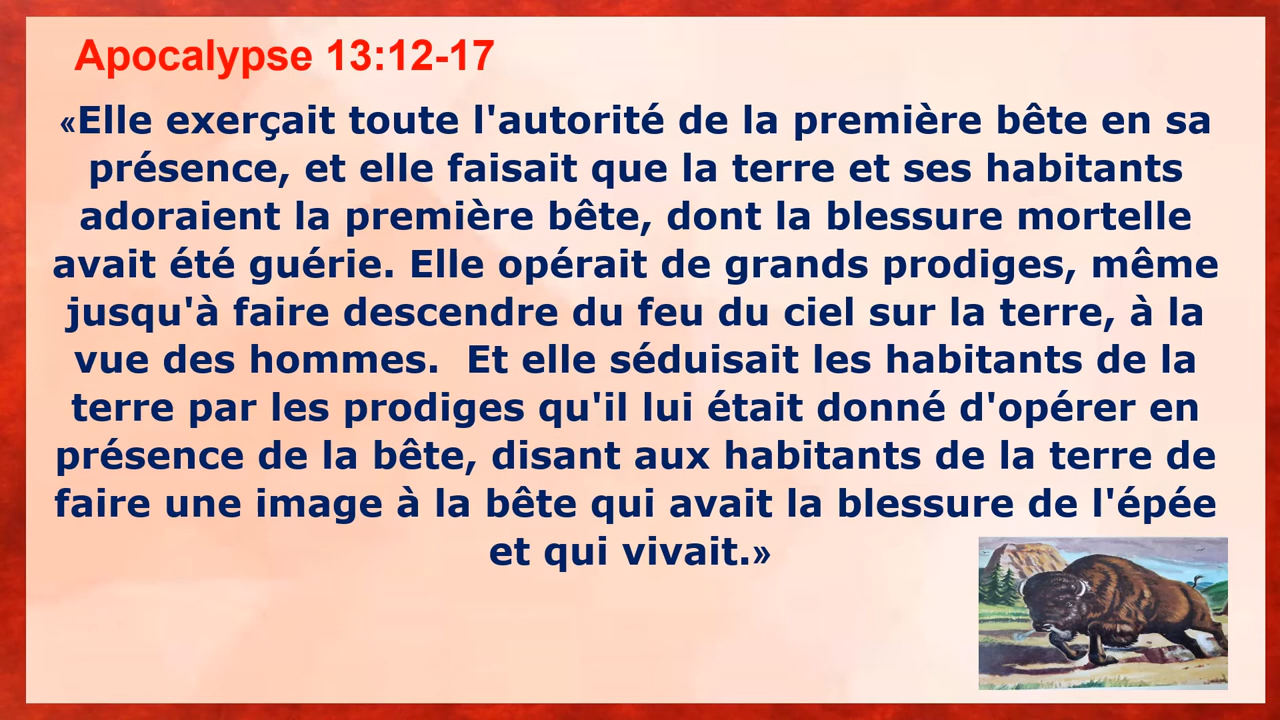 Apocalypse 13:12-17
«Elle exerçait toute l'autorité de la première bête en sa
présence, et elle faisait que la terre et ses habitants
adoraient la première bête, dont la blessure mortelle
avait été guérie. Elle opérait de grands prodiges, même
jusqu'à faire descendre du feu du ciel sur la terre, à la
vue des hommes.  Et elle séduisait les habitants de la
terre par les prodiges qu'il lui était donné d'opérer en
présence de la bête, disant aux habitants de la terre de
faire une image à la bête qui avait la blessure de l'épée
et qui vivait.»